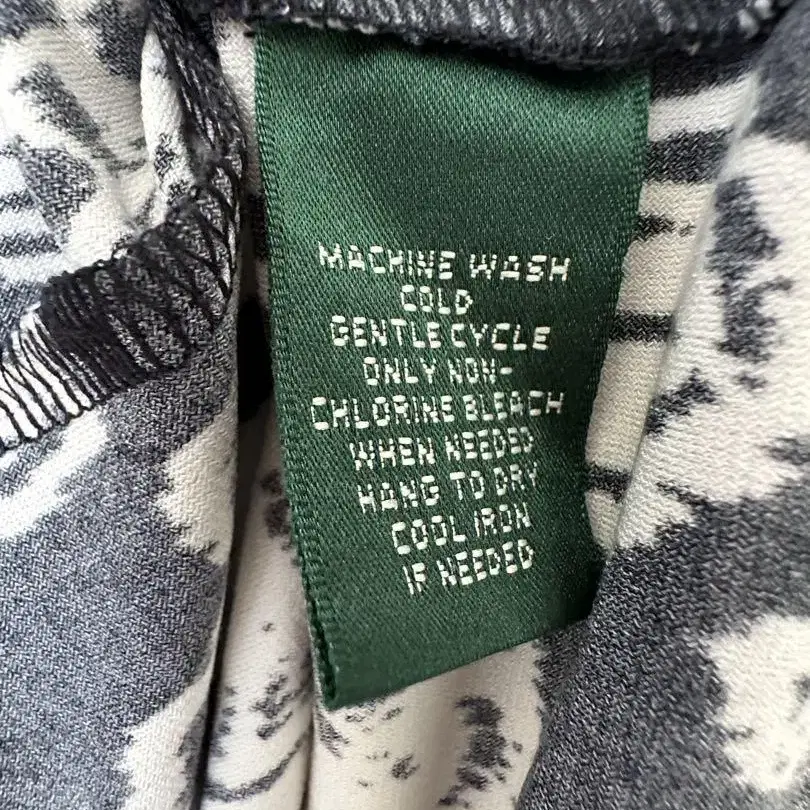 MACHINE WASH
COLD
GENTLE CYCLE
ONLY NON-
CHLORINE BLEACH
WHEN NEEDED
HANG TO DRY
COOL IRON
IF NEEDED